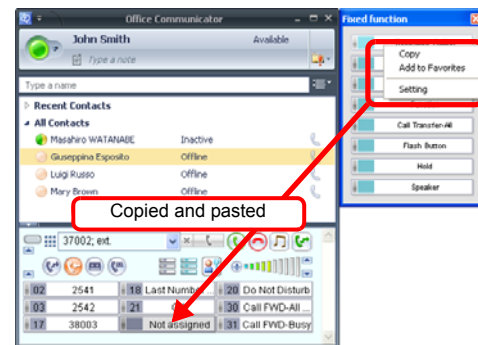 Office Communicator
John Smith
Available
Type a note
Type a name
Recent Contacts
All Contacts
Masahiro WATANABE Inactive
Giuseppina Esposito Offline
Luigi Russo Offline
Mary Brown Offline
Copied and pasted
37002; ext.
02 2541 18 Last Number 20 Do Not Disturb
03 2542 21 30 Call FWD-All ...
17 38003 Not assigned 31 Call FWD-Busy
Fixed function
Copy
Add to Favorites
Setting
Call Transfer-All
Flash Button
Hold
Speaker